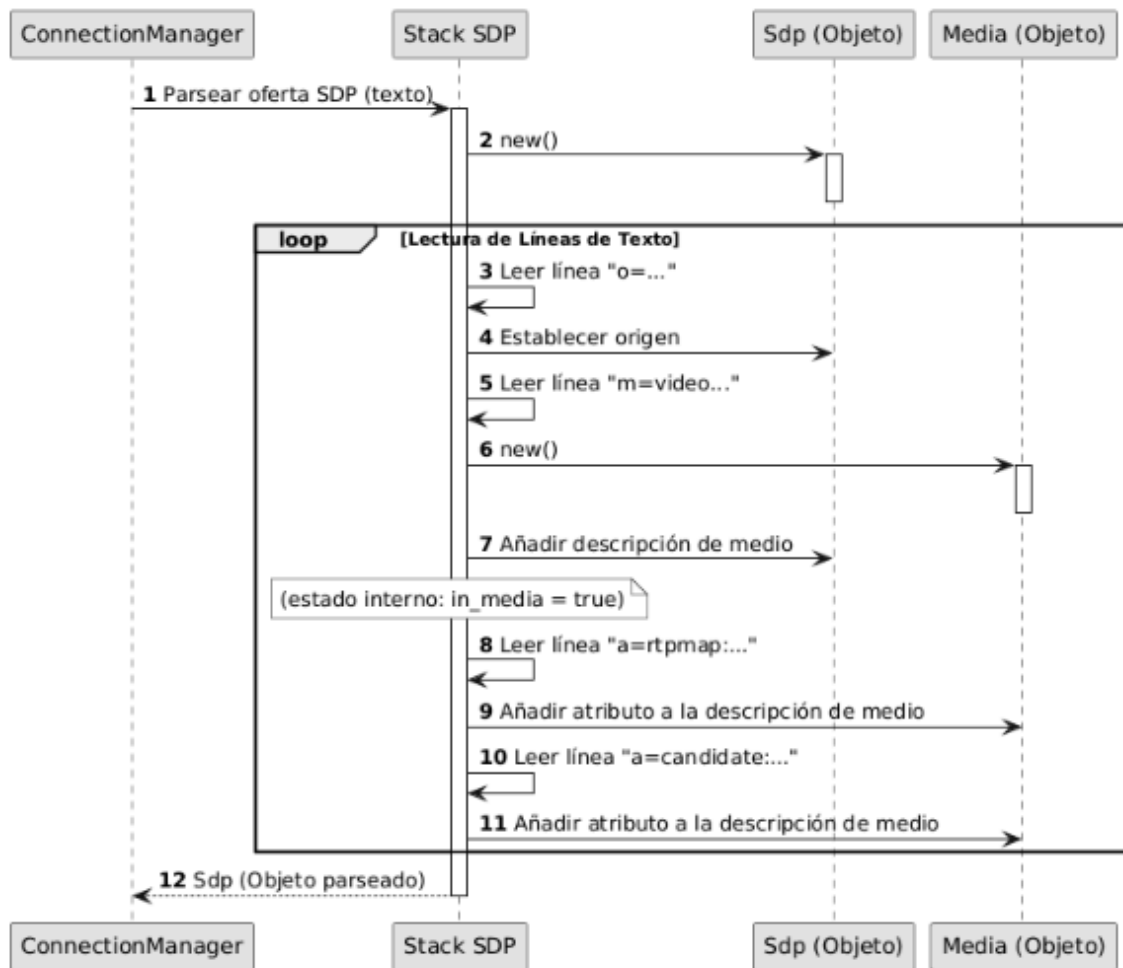 ConnectionManager Stack SDP Sdp (Objeto) Media (Objeto)
1 Parsear oferta SDP (texto)
2 new()
loop [Lectura de Líneas de Texto]
3 Leer línea "o=..."
4 Establecer origen
5 Leer línea "m=video..."
6 new()
7 Añadir descripción de medio
(estado interno: in_media = true)
8 Leer línea "a=rtpmap:..."
9 Añadir atributo a la descripción de medio
10 Leer línea "a=candidate:..."
11 Añadir atributo a la descripción de medio
12 Sdp (Objeto parseado)
ConnectionManager Stack SDP Sdp (Objeto) Media (Objeto)